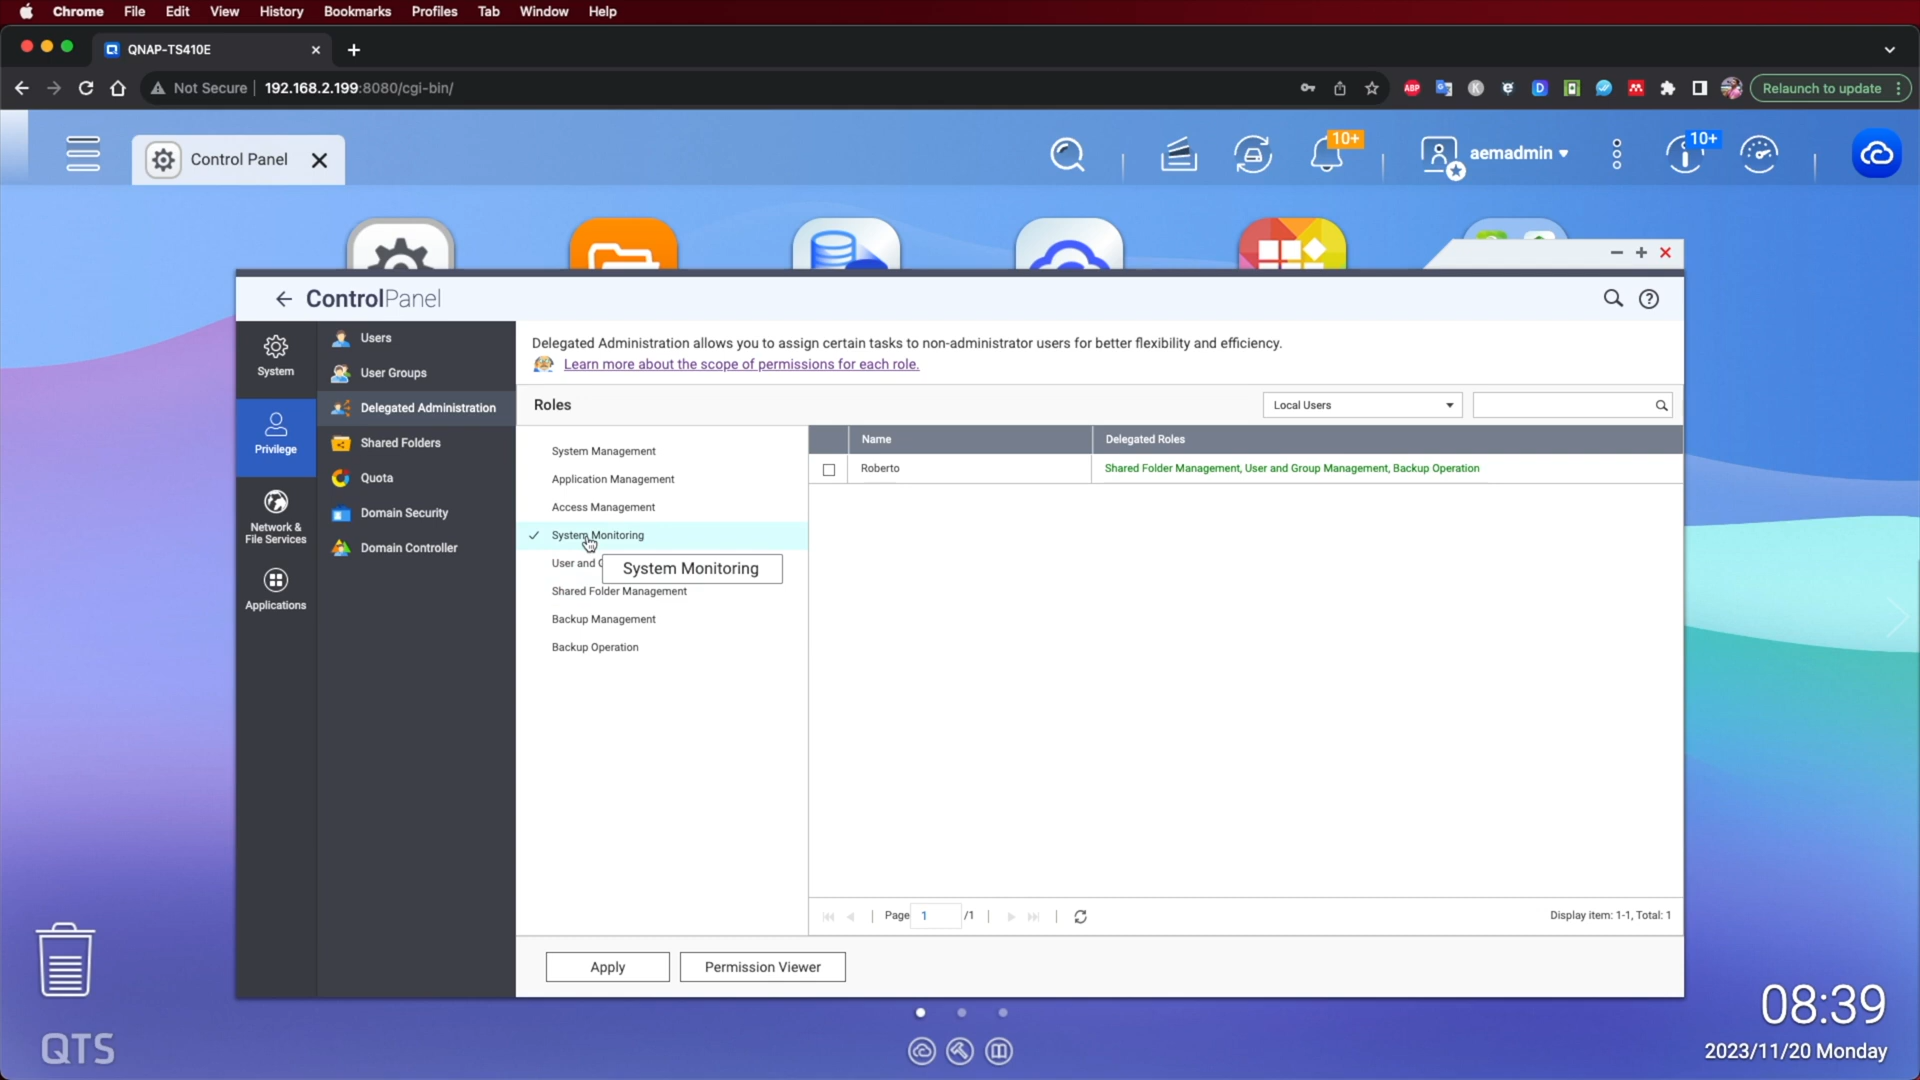 Chrome File Edit View History Bookmarks Profiles Tab Window Help
QNAP-TS410E
Not Secure 192.168.2.199:8080/cgi-bin/
ABP
K
D
Relaunch to update
Control Panel
10+
aemadmin
10+
ControlPanel
System
Privilege
Network &
File Services
Applications
Users
User Groups
Delegated Administration
Shared Folders
Quota
Domain Security
Domain Controller
Delegated Administration allows you to assign certain tasks to non-administrator users for better flexibility and efficiency.
Learn more about the scope of permissions for each role.
Roles
Local Users
System Management
Application Management
Access Management
System Monitoring
User and
System Monitoring
Shared Folder Management
Backup Management
Backup Operation
Name Delegated Roles
Roberto Shared Folder Management, User and Group Management, Backup Operation
Page 1 /1
Display item: 1-1, Total: 1
Apply
Permission Viewer
QTS
08:39
2023/11/20 Monday